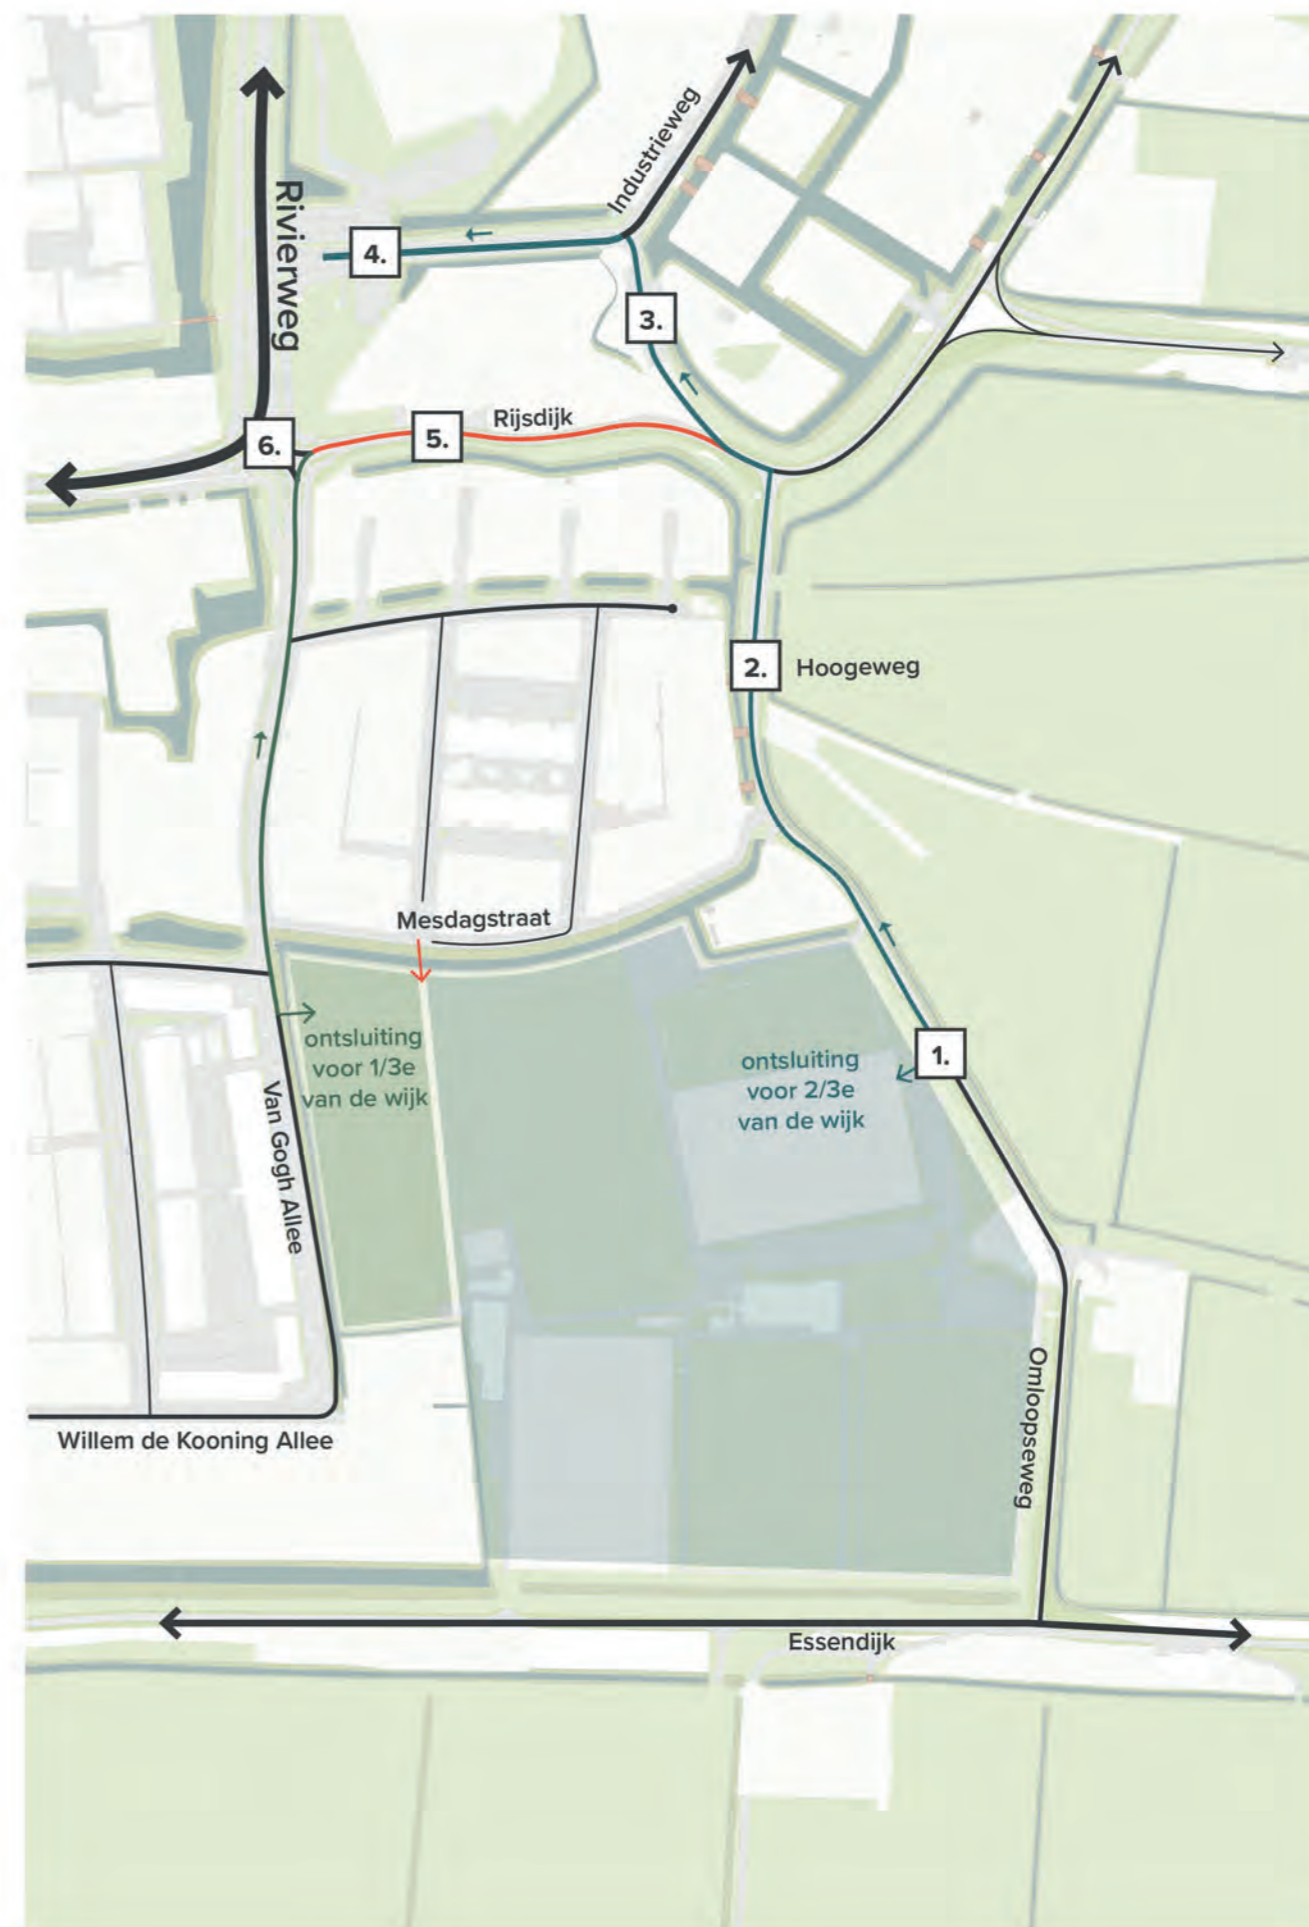 Industrieweg
Rivierweg
4.
3.
Rijsdijk
5.
6.
2.
Hoogeweg
Mesdagstraat
ontsluiting
voor 1/3e
van de wijk
ontsluiting
voor 2/3e
van de wijk
1.
Van Gogh Allee
Omloopseweg
Willem de Kooning Allee
Essendijk